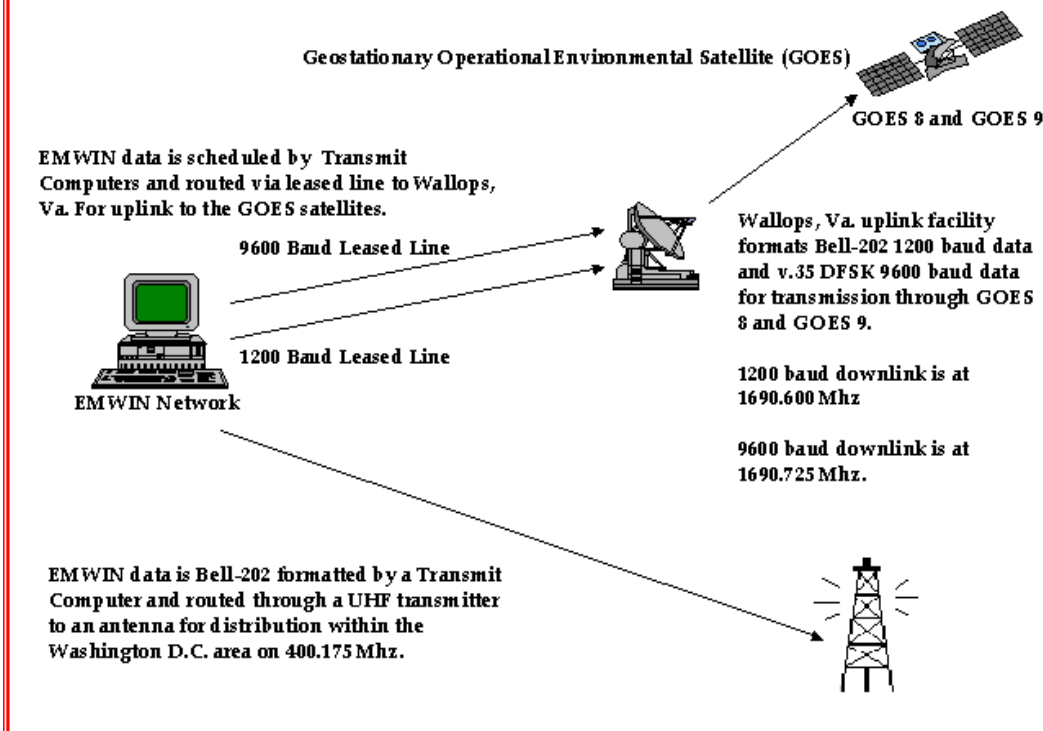 Geostationary Operational Environmental Satellite (GOES)
GOES 8 and GOES 9
EMWIN data is scheduled by Transmit
Computers and routed via leased line to Wallops,
Va. For uplink to the GOES satellites.
9600 Baud Leased Line
1200 Baud Leased Line
EMWIN Network
Wallops, Va. uplink facility
formats Bell-202 1200 baud data
and v.35 DFSK 9600 baud data
for transmission through GOES
8 and GOES 9.
1200 baud downlink is at
1690.600 Mhz
9600 baud downlink is at
1690.725 Mhz.
EMWIN data is Bell-202 formatted by a Transmit
Computer and routed through a UHF transmitter
to an antenna for distribution within the
Washington D.C. area on 400.175 Mhz.